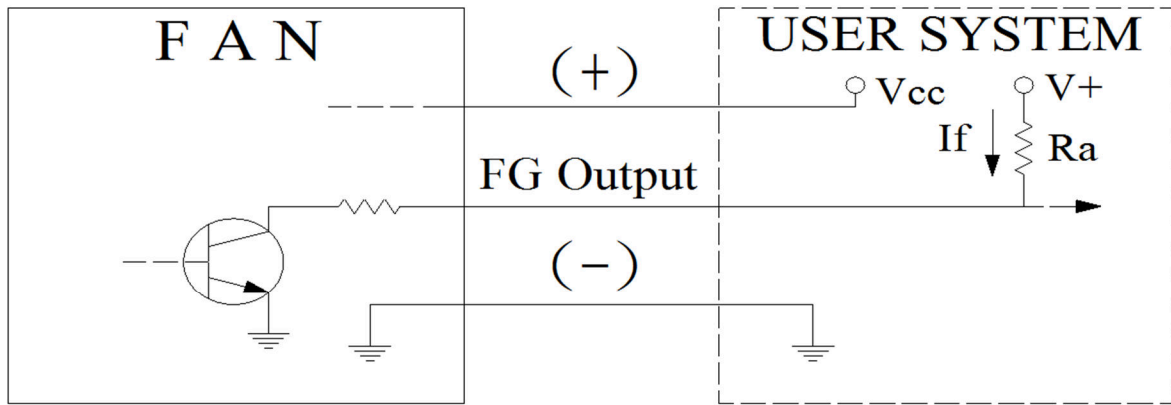 F A N
USER SYSTEM
(+)
Vcc
V+
If
Ra
FG Output
(-)